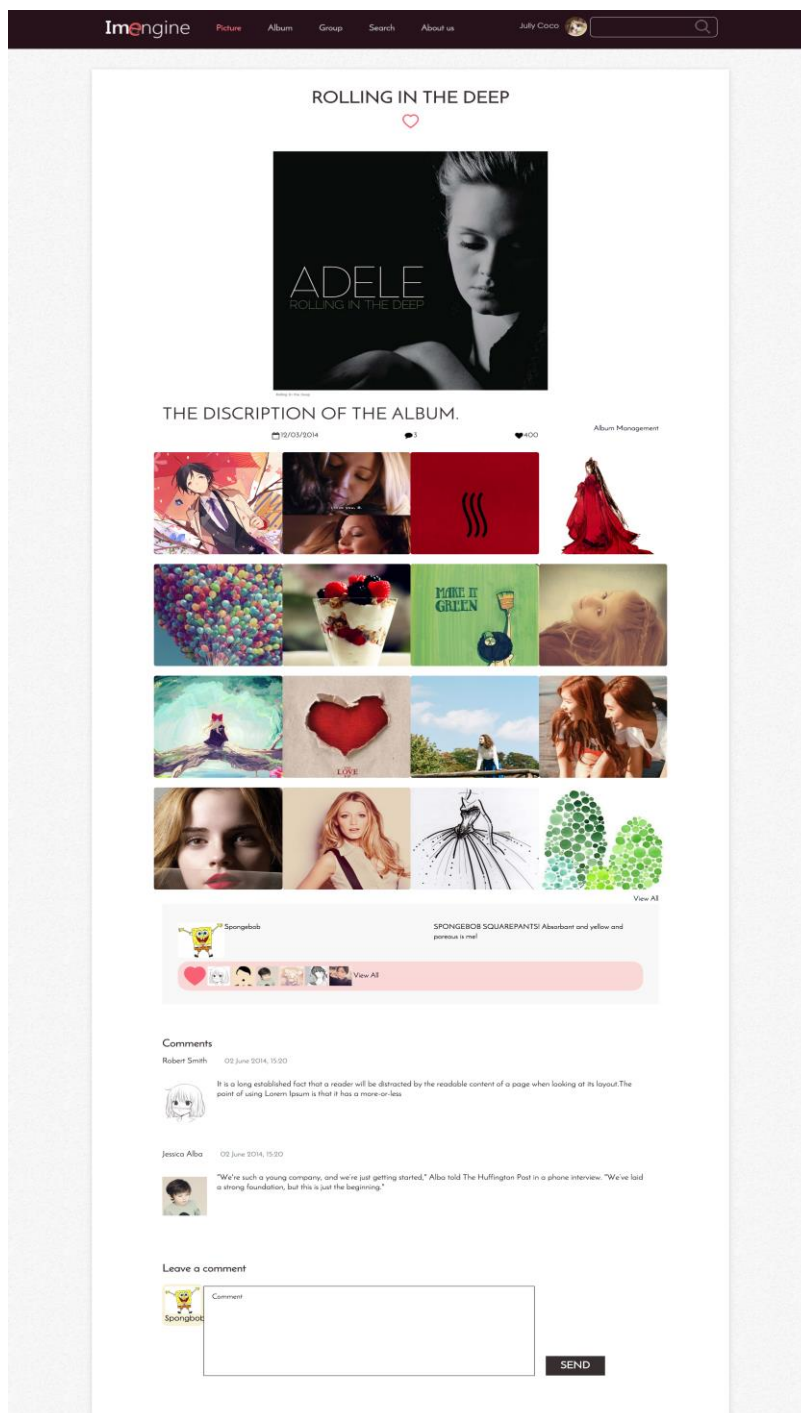 Imengine
Picture Album Group Search About us
Jully Coco
ROLLING IN THE DEEP
ADELE
ROLLING IN THE DEEP
THE DISCRIPTION OF THE ALBUM.
12/03/2014 3 400 Album Management
MAKE IT
GREEN
LOVE
View All
Spongebob
SPONGEBOB SQUAREPANTS! Absorbant and yellow and
poreous is me!
View All
Comments
Robert Smith 02 June 2014, 15:20
It is a long established fact that a reader will be distracted by the readable content of a page when looking at its layout.The
point of using Lorem Ipsum is that it has a more-or-less
Jessica Alba 02 June 2014, 15:20
"We're such a young company, and we're just getting started," Alba told The Huffington Post in a phone interview. "We've laid
a strong foundation, but this is just the beginning."
Leave a comment
Spongbob
Comment
SEND